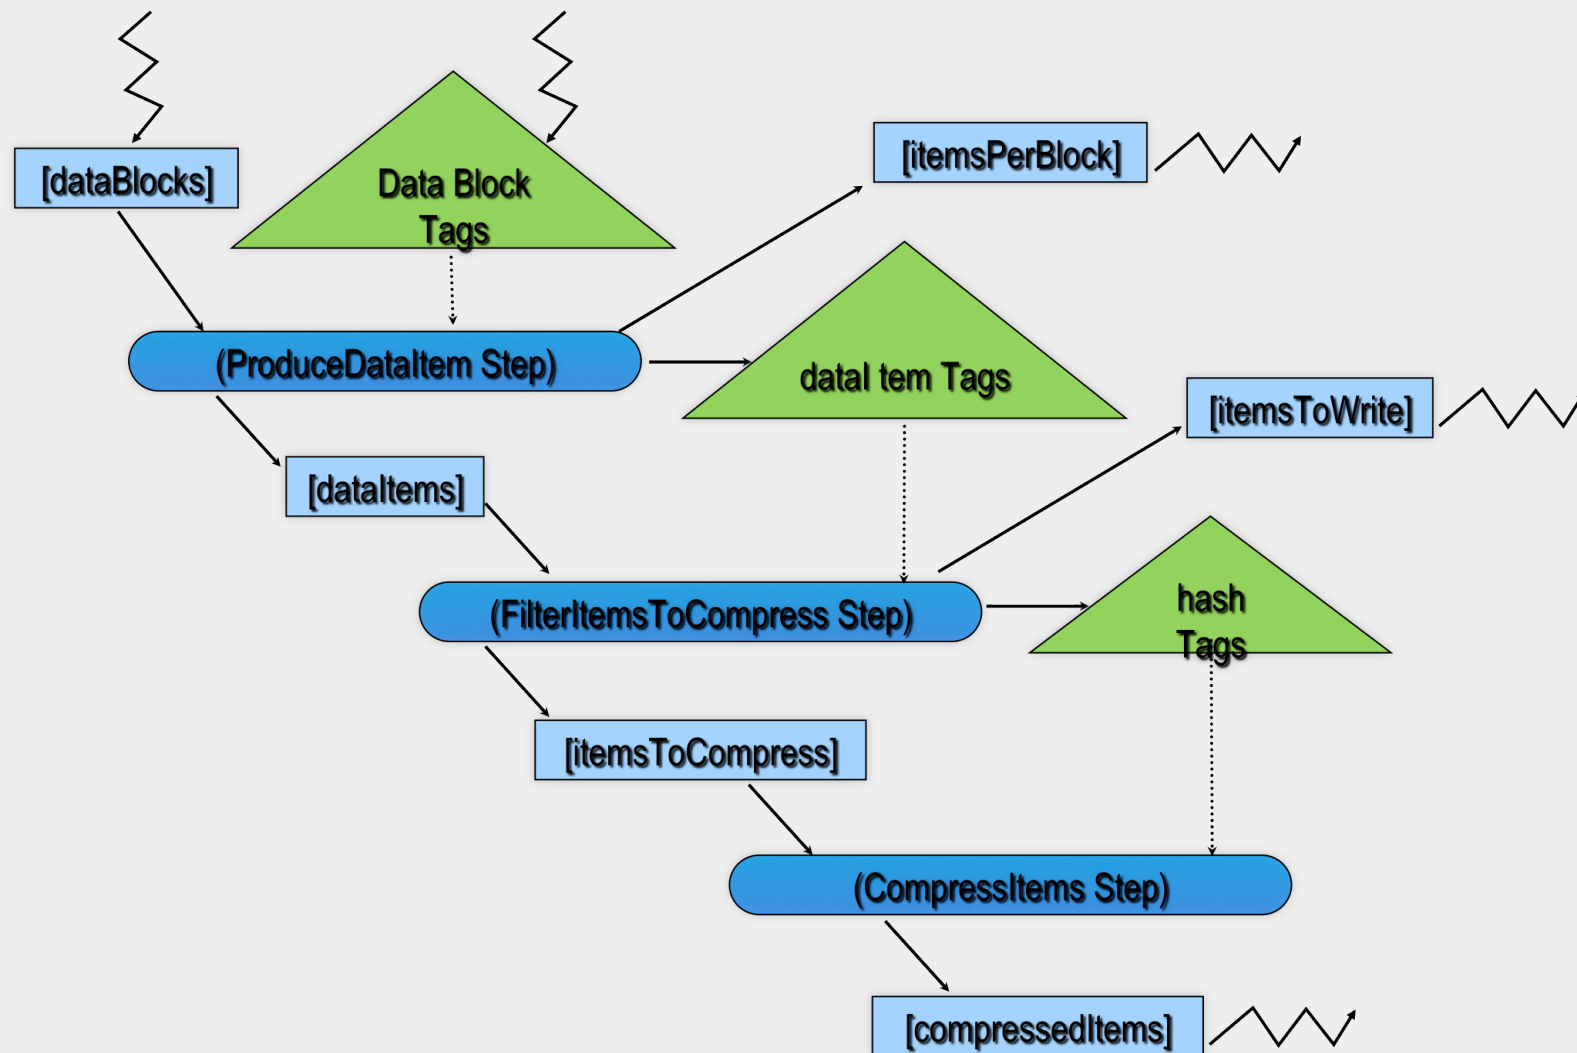 [dataBlocks]
Data Block
Tags
[itemsPerBlock]
(ProduceDataItem Step)
dataI tem Tags
[itemsToWrite]
[dataItems]
(FilterItemsToCompress Step)
hash
Tags
[itemsToCompress]
(CompressItems Step)
[compressedItems]